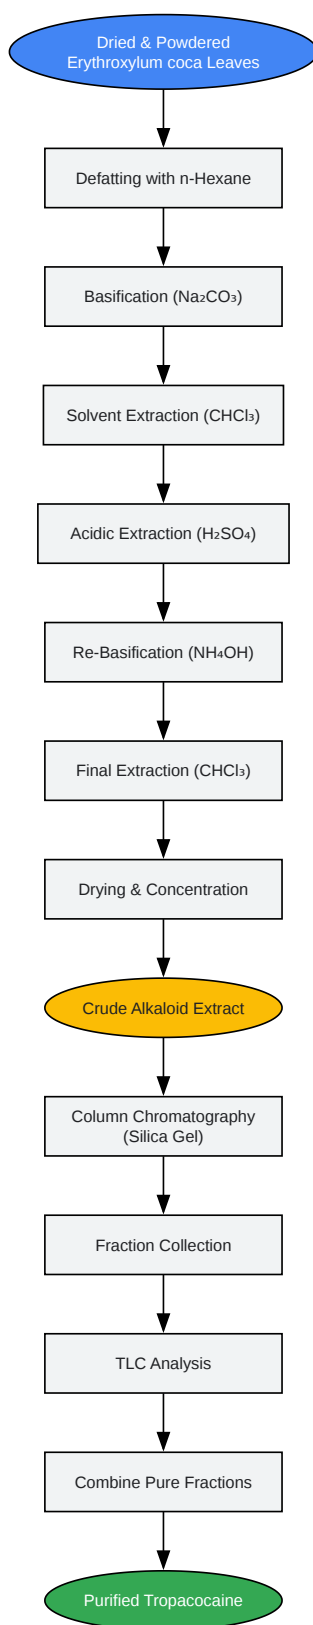 Dried & Powdered
Erythroxylum coca Leaves
Defatting with n-Hexane
Basification (Na₂CO₃)
Solvent Extraction (CHCl₃)
Acidic Extraction (H₂SO₄)
Re-Basification (NH₄OH)
Final Extraction (CHCl₃)
Drying & Concentration
Crude Alkaloid Extract
Column Chromatography
(Silica Gel)
Fraction Collection
TLC Analysis
Combine Pure Fractions
Purified Tropacocaine